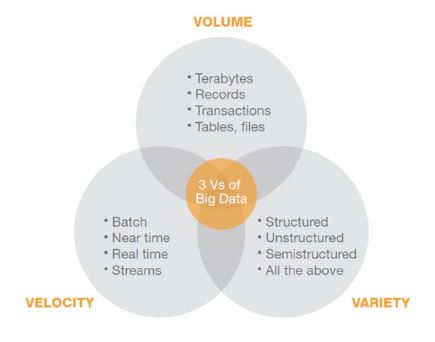 VOLUME
• Terabytes
• Records
• Transactions
• Tables, files
3 Vs of
Big Data
• Batch
• Near time
• Real time
• Streams
• Structured
• Unstructured
• Semistructured
• All the above
VELOCITY
VARIETY